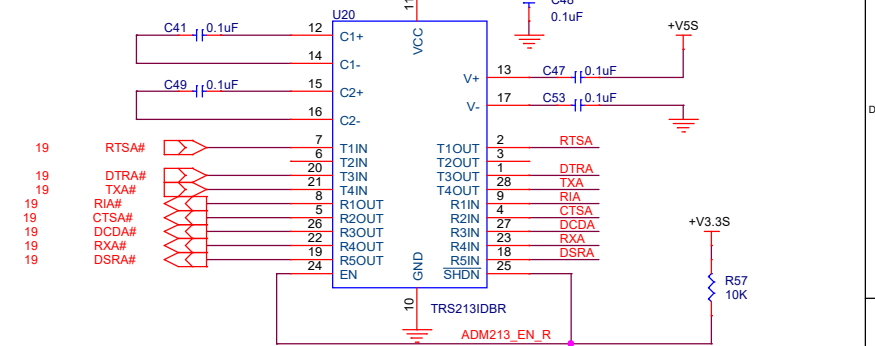 C48
0.1uF
11
U20
VCC
+V5S
C41 0.1uF 12 C1+
14 C1-
C49 0.1uF 15 C2+
16 C2-
V+ 13 C47 0.1uF
V- 17 C53 0.1uF
D
19 RTSA# 7 T1IN T1OUT 2 RTSA
6 T2IN T2OUT 3
19 DTRA# 20 T3IN T3OUT 1 DTRA
19 TXA# 21 T4IN T4OUT 28 TXA
19 RIA# 8 R1OUT R1IN 9 RIA
19 CTSA# 5 R2OUT R2IN 4 CTSA
19 DCDA# 26 R3OUT R3IN 27 DCDA
19 RXA# 22 R4OUT R4IN 23 RXA
19 DSRA# 19 R5OUT R5IN 18 DSRA
24 EN SHDN 25
GND
10
+V3.3S
R57
10K
TRS213IDBR
ADM213_EN_R